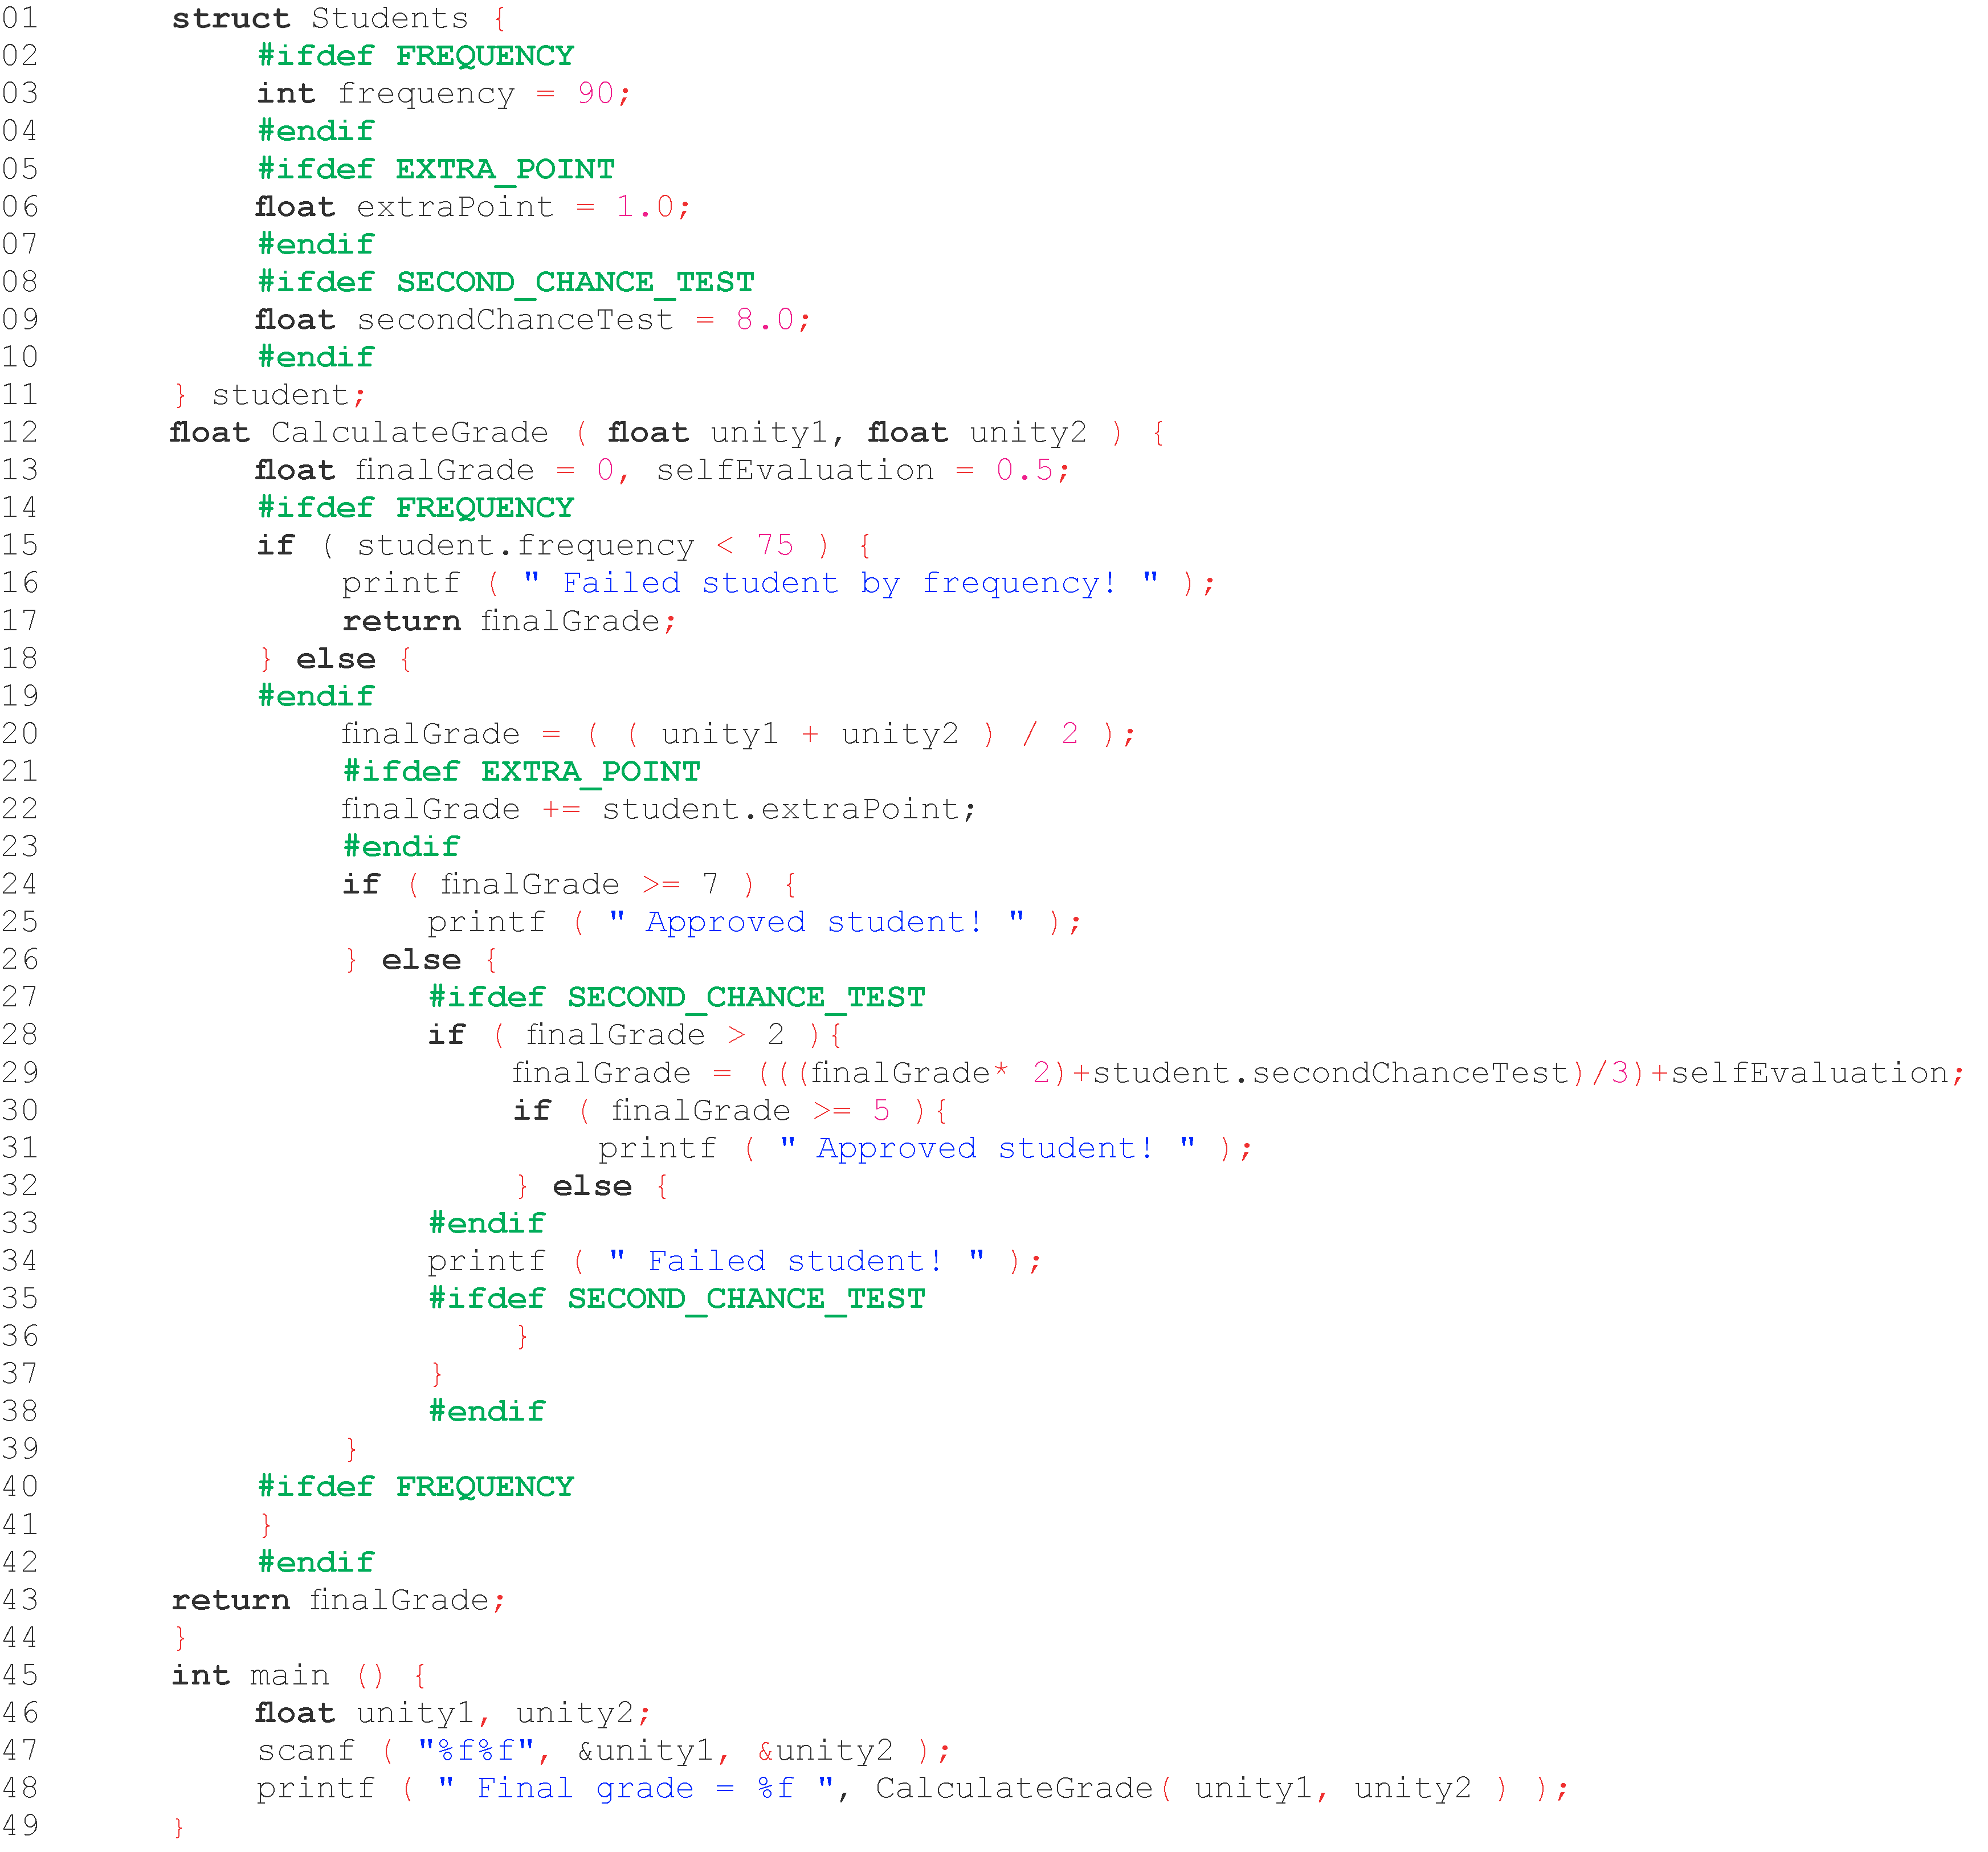 01 struct Students {
02 #ifdef FREQUENCY
03 int frequency = 90;
04 #endif
05 #ifdef EXTRA_POINT
06 float extraPoint = 1.0;
07 #endif
08 #ifdef SECOND_CHANCE_TEST
09 float secondChanceTest = 8.0;
10 #endif
11 } student;
12 float CalculateGrade ( float unity1, float unity2 ) {
13 float finalGrade = 0, selfEvaluation = 0.5;
14 #ifdef FREQUENCY
15 if ( student.frequency < 75 ) {
16 printf ( " Failed student by frequency! " );
17 return finalGrade;
18 } else {
19 #endif
20 finalGrade = ( ( unity1 + unity2 ) / 2 );
21 #ifdef EXTRA_POINT
22 finalGrade += student.extraPoint;
23 #endif
24 if ( finalGrade >= 7 ) {
25 printf ( " Approved student! " );
26 } else {
27 #ifdef SECOND_CHANCE_TEST
28 if ( finalGrade > 2 ){
29 finalGrade = (((finalGrade* 2)+student.secondChanceTest)/3)+selfEvaluation;
30 if ( finalGrade >= 5 ){
31 printf ( " Approved student! " );
32 } else {
33 #endif
34 printf ( " Failed student! " );
35 #ifdef SECOND_CHANCE_TEST
36 }
37 }
38 #endif
39 }
40 #ifdef FREQUENCY
41 }
42 #endif
43 return finalGrade;
44 }
45 int main () {
46 float unity1, unity2;
47 scanf ( "%f%f", &unity1, &unity2 );
48 printf ( " Final grade = %f ", CalculateGrade( unity1, unity2 ) );
49 }